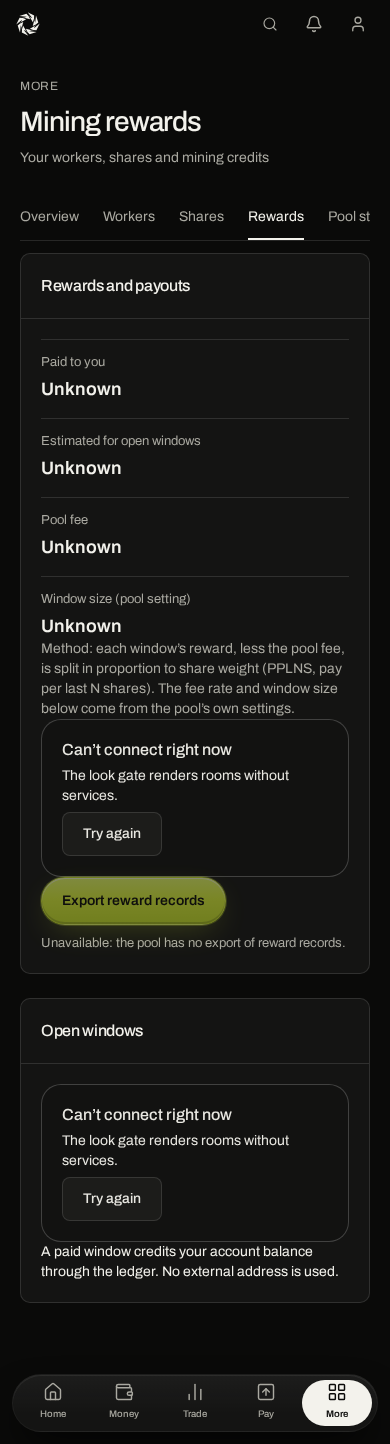 MORE
Mining rewards
Your workers, shares and mining credits
Overview Workers Shares Rewards Pool st
Rewards and payouts
Paid to you
Unknown
Estimated for open windows
Unknown
Pool fee
Unknown
Window size (pool setting)
Unknown
Method: each window’s reward, less the pool fee,
is split in proportion to share weight (PPLNS, pay
per last N shares). The fee rate and window size
below come from the pool’s own settings.
Can’t connect right now
The look gate renders rooms without
services.
Try again
Export reward records
Unavailable: the pool has no export of reward records.
Open windows
Can’t connect right now
The look gate renders rooms without
services.
Try again
A paid window credits your account balance
through the ledger. No external address is used.
Home Money Trade Pay More